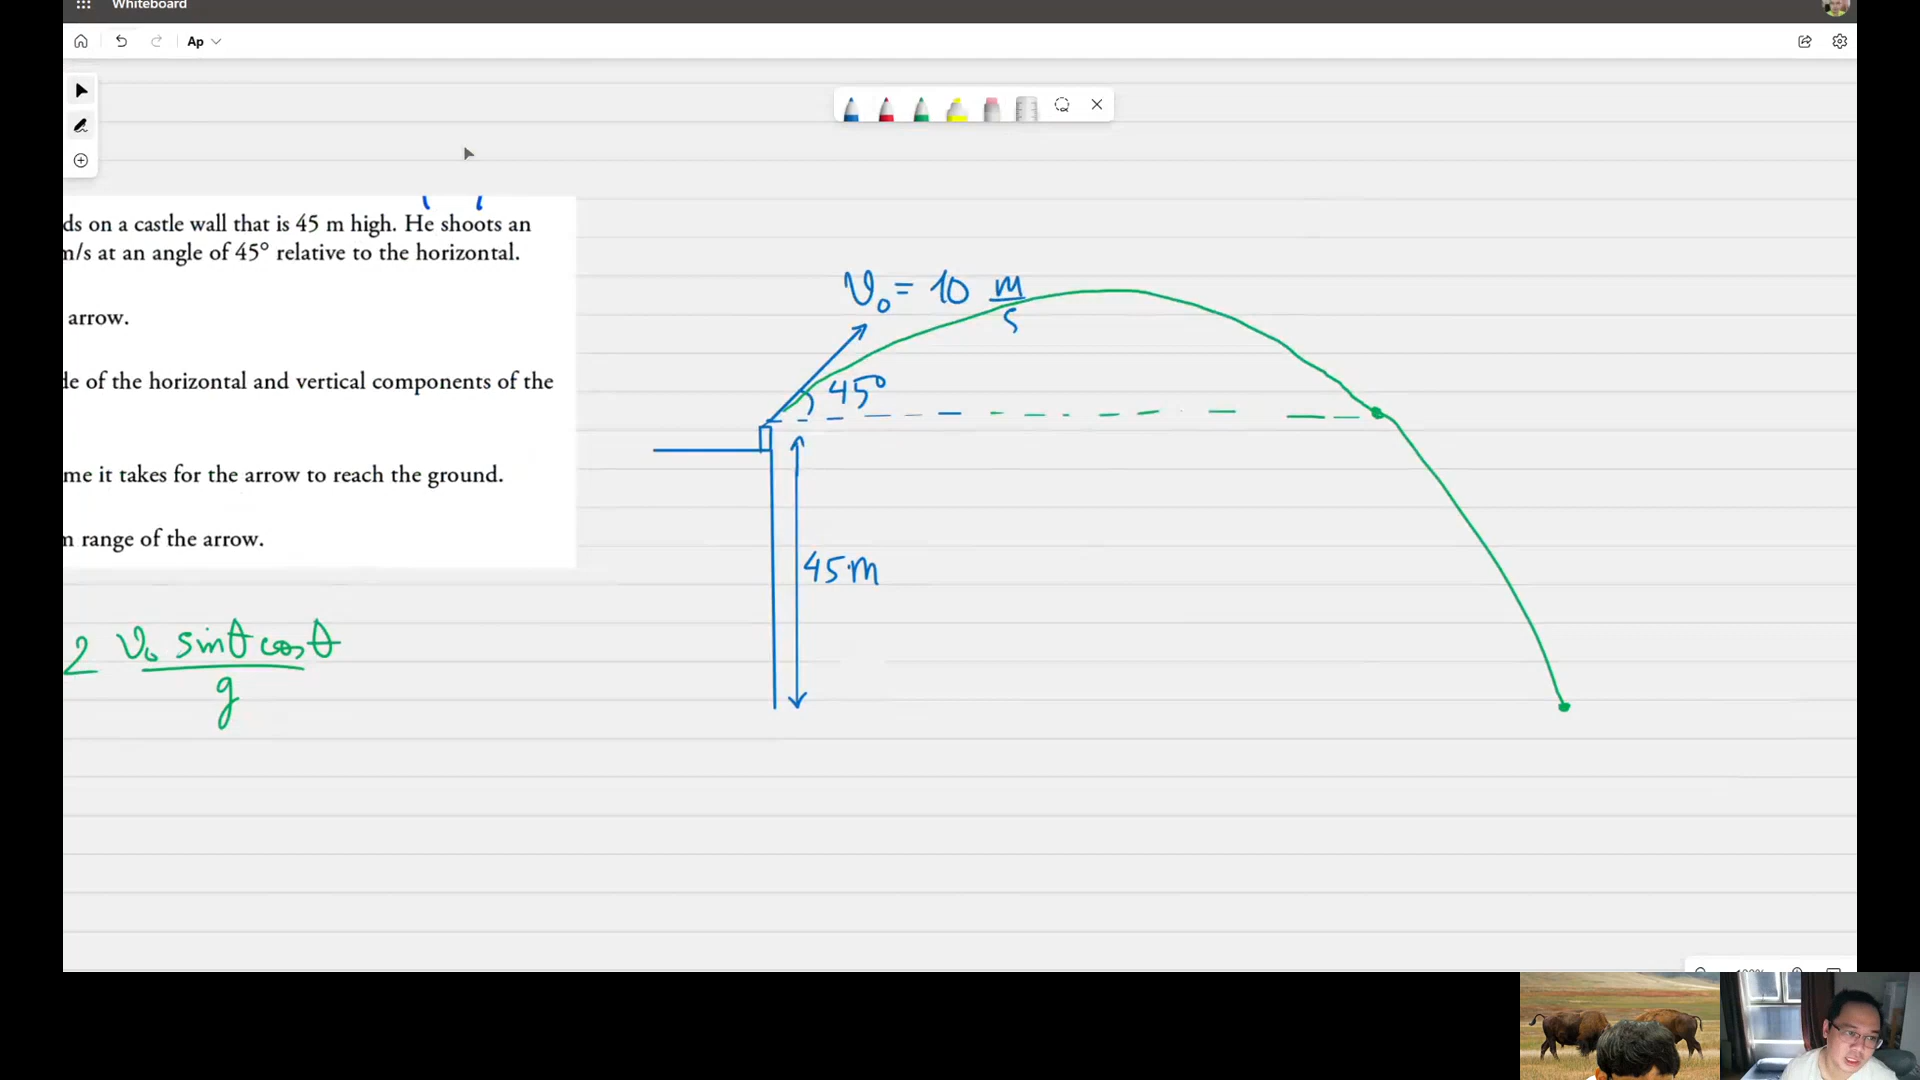 Whiteboard
Ap
ds on a castle wall that is 45 m high. He shoots an
m/s at an angle of 45° relative to the horizontal.
arrow.
de of the horizontal and vertical components of the
me it takes for the arrow to reach the ground.
m range of the arrow.
2 v₀ sinθ cosθ
g
v₀ = 10 m
s
45°
45 m